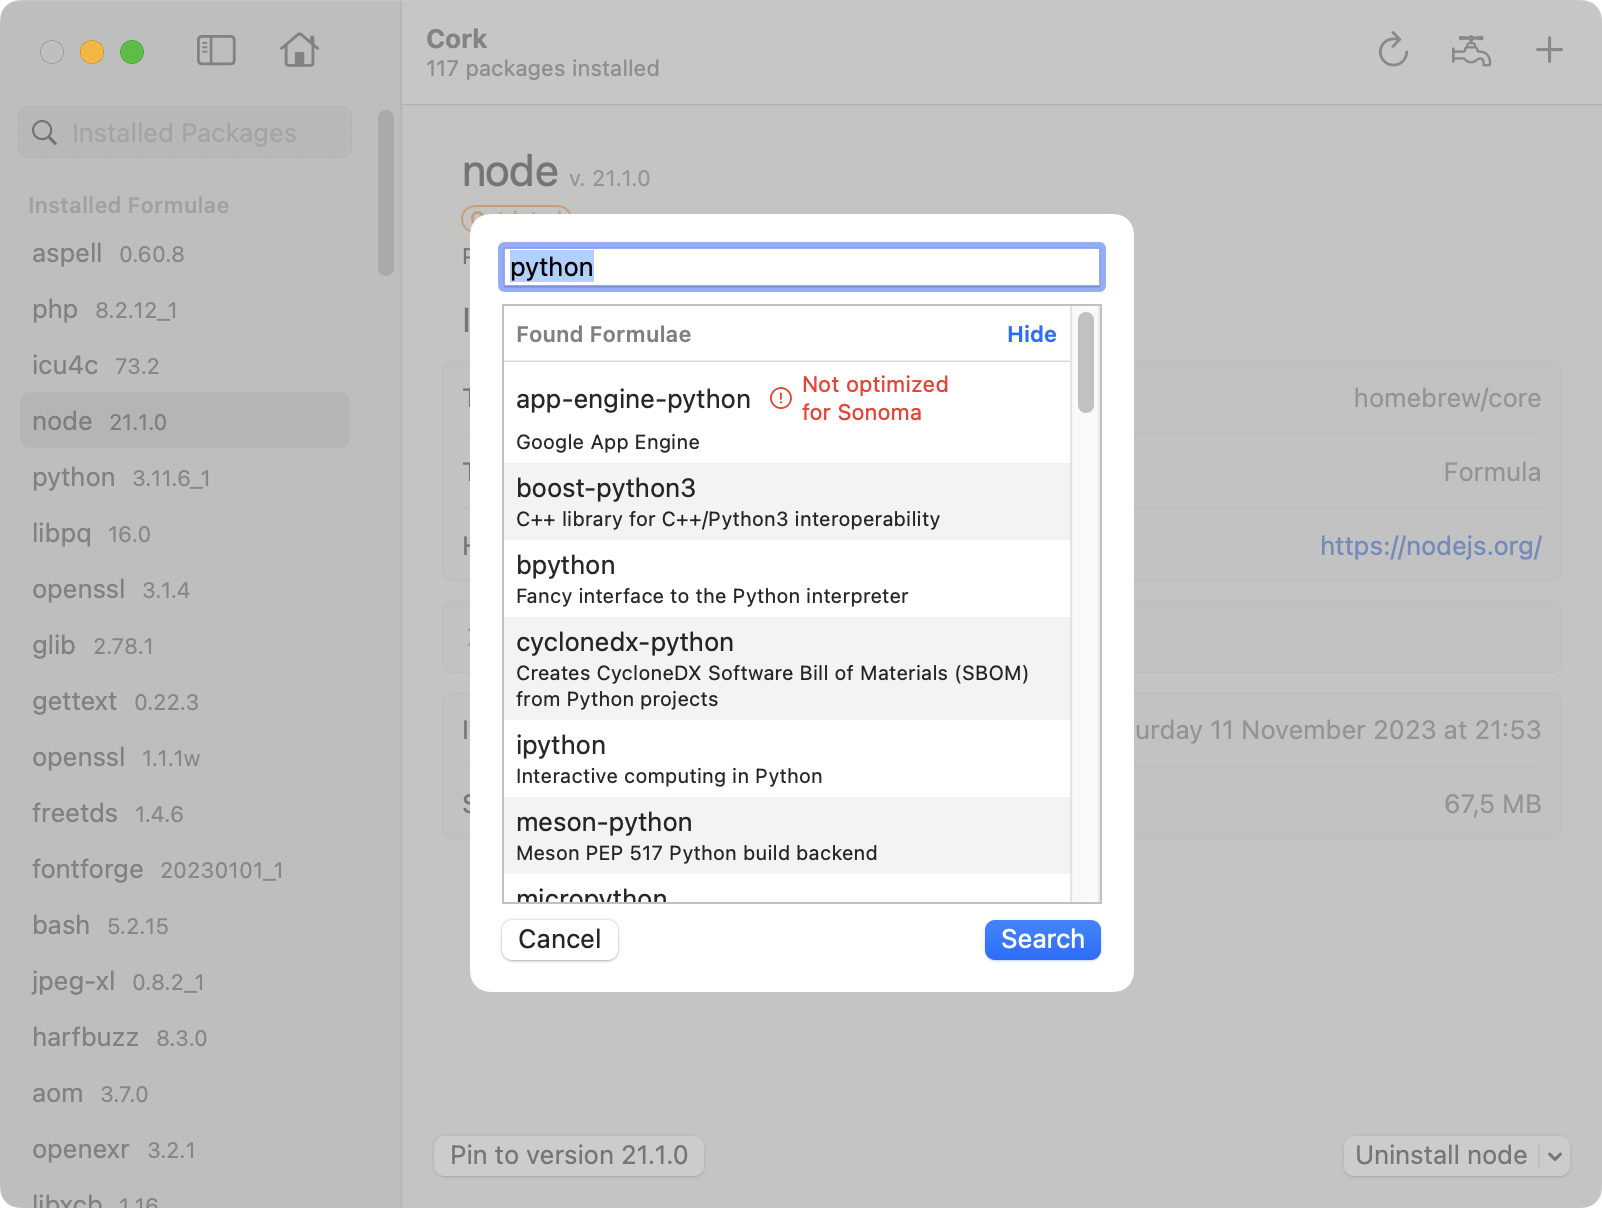 Cork
117 packages installed
Installed Packages
Installed Formulae
aspell 0.60.8
php 8.2.12_1
icu4c 73.2
node 21.1.0
python 3.11.6_1
libpq 16.0
openssl 3.1.4
glib 2.78.1
gettext 0.22.3
openssl 1.1.1w
freetds 1.4.6
fontforge 20230101_1
bash 5.2.15
jpeg-xl 0.8.2_1
harfbuzz 8.3.0
aom 3.7.0
openexr 3.2.1
libxcb 1.16
node v. 21.1.0
homebrew/core
Formula
https://nodejs.org/
urday 11 November 2023 at 21:53
67,5 MB
Pin to version 21.1.0
Uninstall node
python
Found Formulae Hide
app-engine-python
Not optimized
for Sonoma
Google App Engine
boost-python3
C++ library for C++/Python3 interoperability
bpython
Fancy interface to the Python interpreter
cyclonedx-python
Creates CycloneDX Software Bill of Materials (SBOM)
from Python projects
ipython
Interactive computing in Python
meson-python
Meson PEP 517 Python build backend
micropython
Cancel
Search